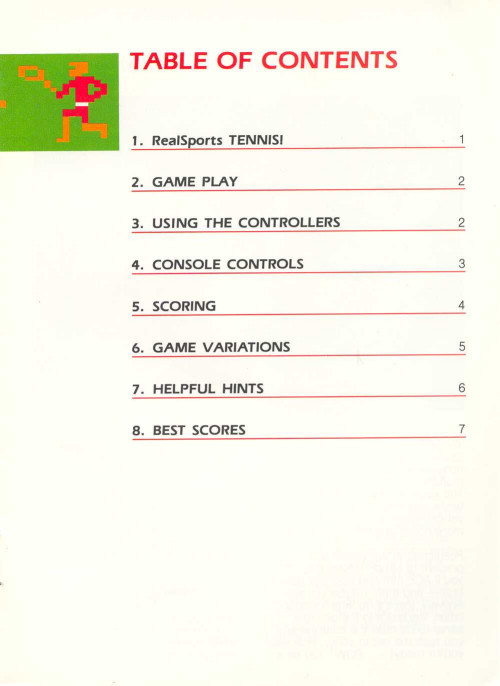 TABLE OF CONTENTS
1. RealSports TENNIS! 1
2. GAME PLAY 2
3. USING THE CONTROLLERS 2
4. CONSOLE CONTROLS 3
5. SCORING 4
6. GAME VARIATIONS 5
7. HELPFUL HINTS 6
8. BEST SCORES 7